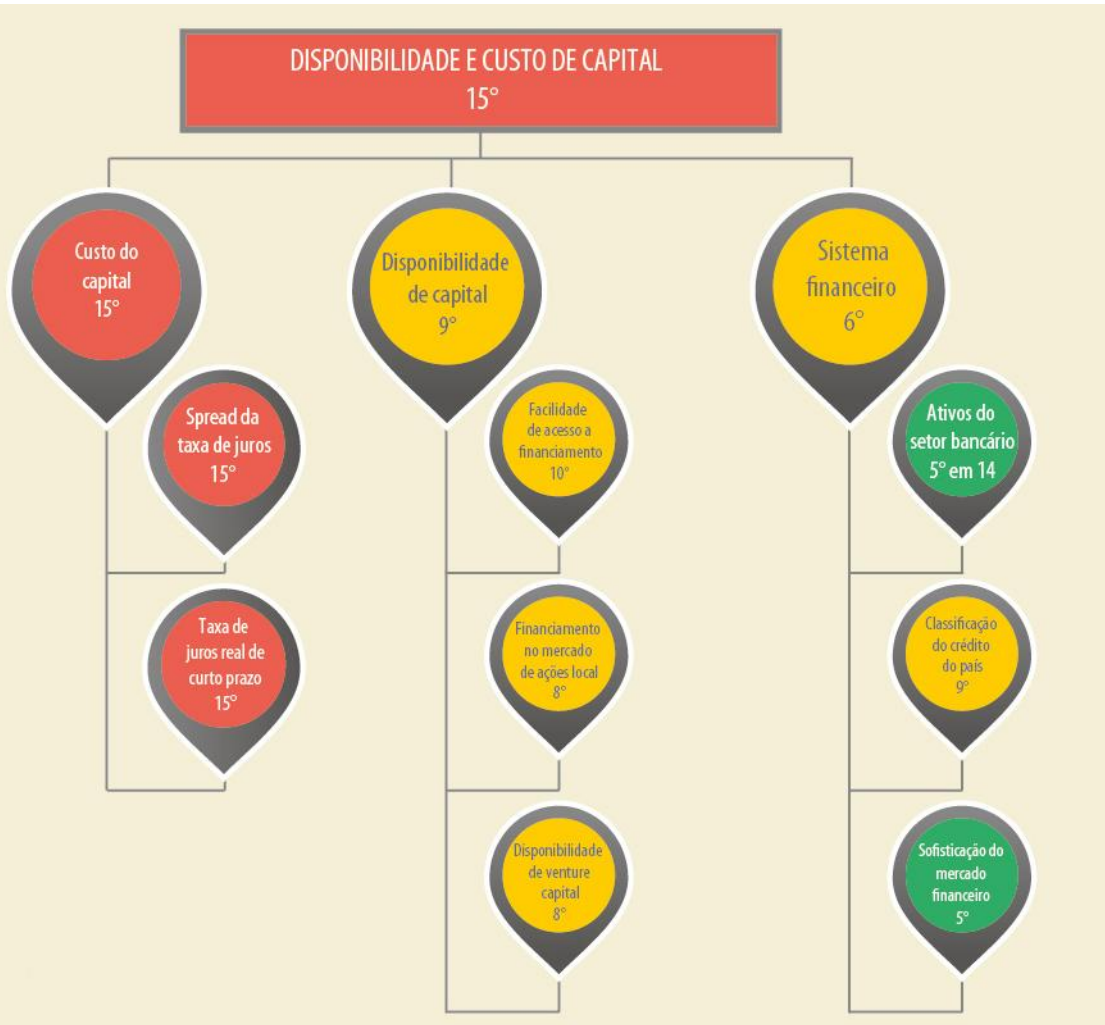 DISPONIBILIDADE E CUSTO DE CAPITAL
15°
Custo do
capital
15°
Spread da
taxa de juros
15°
Taxa de
juros real de
curto prazo
15°
Disponibilidade
de capital
9°
Facilidade
de acesso a
financiamento
10°
Financiamento
no mercado
de ações local
8°
Disponibilidade
de venture
capital
8°
Sistema
financeiro
6°
Ativos do
setor bancário
5° em 14
Classificação
do crédito
do país
9°
Sofisticação do
mercado
financeiro
5°